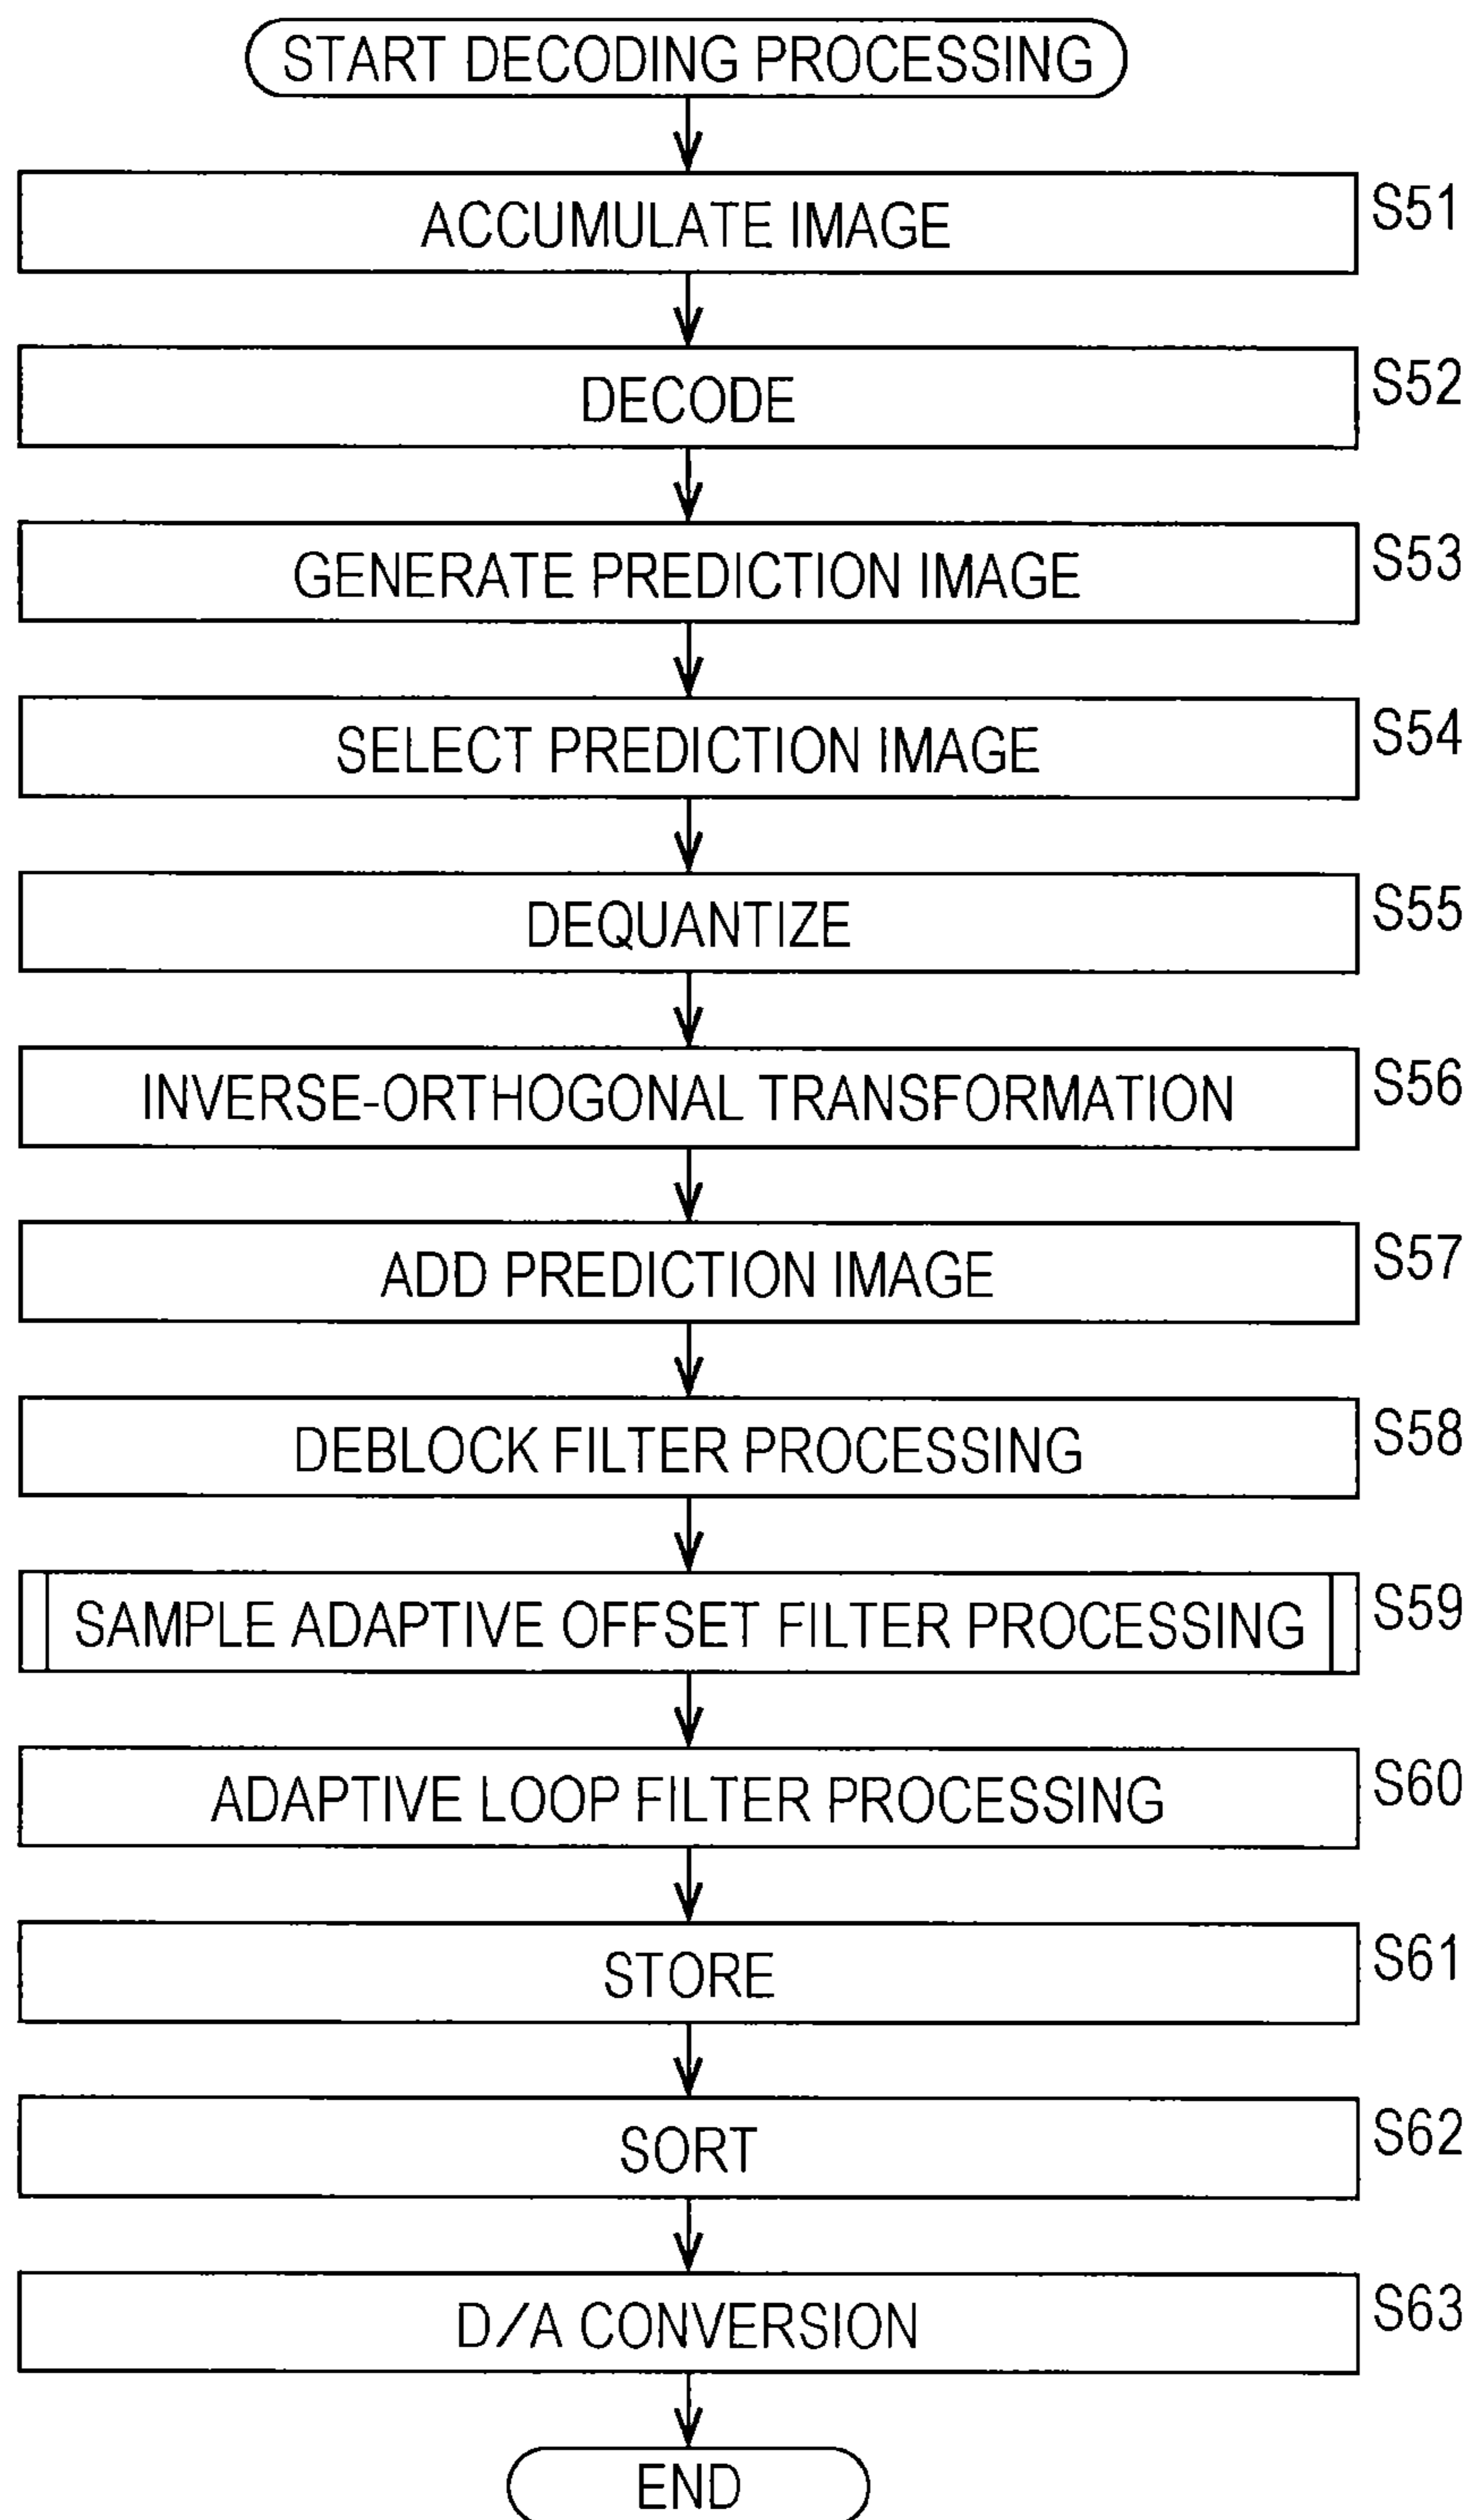 START DECODING PROCESSING
ACCUMULATE IMAGE S51
DECODE S52
GENERATE PREDICTION IMAGE S53
SELECT PREDICTION IMAGE S54
DEQUANTIZE S55
INVERSE-ORTHOGONAL TRANSFORMATION S56
ADD PREDICTION IMAGE S57
DEBLOCK FILTER PROCESSING S58
SAMPLE ADAPTIVE OFFSET FILTER PROCESSING S59
ADAPTIVE LOOP FILTER PROCESSING S60
STORE S61
SORT S62
D/A CONVERSION S63
END